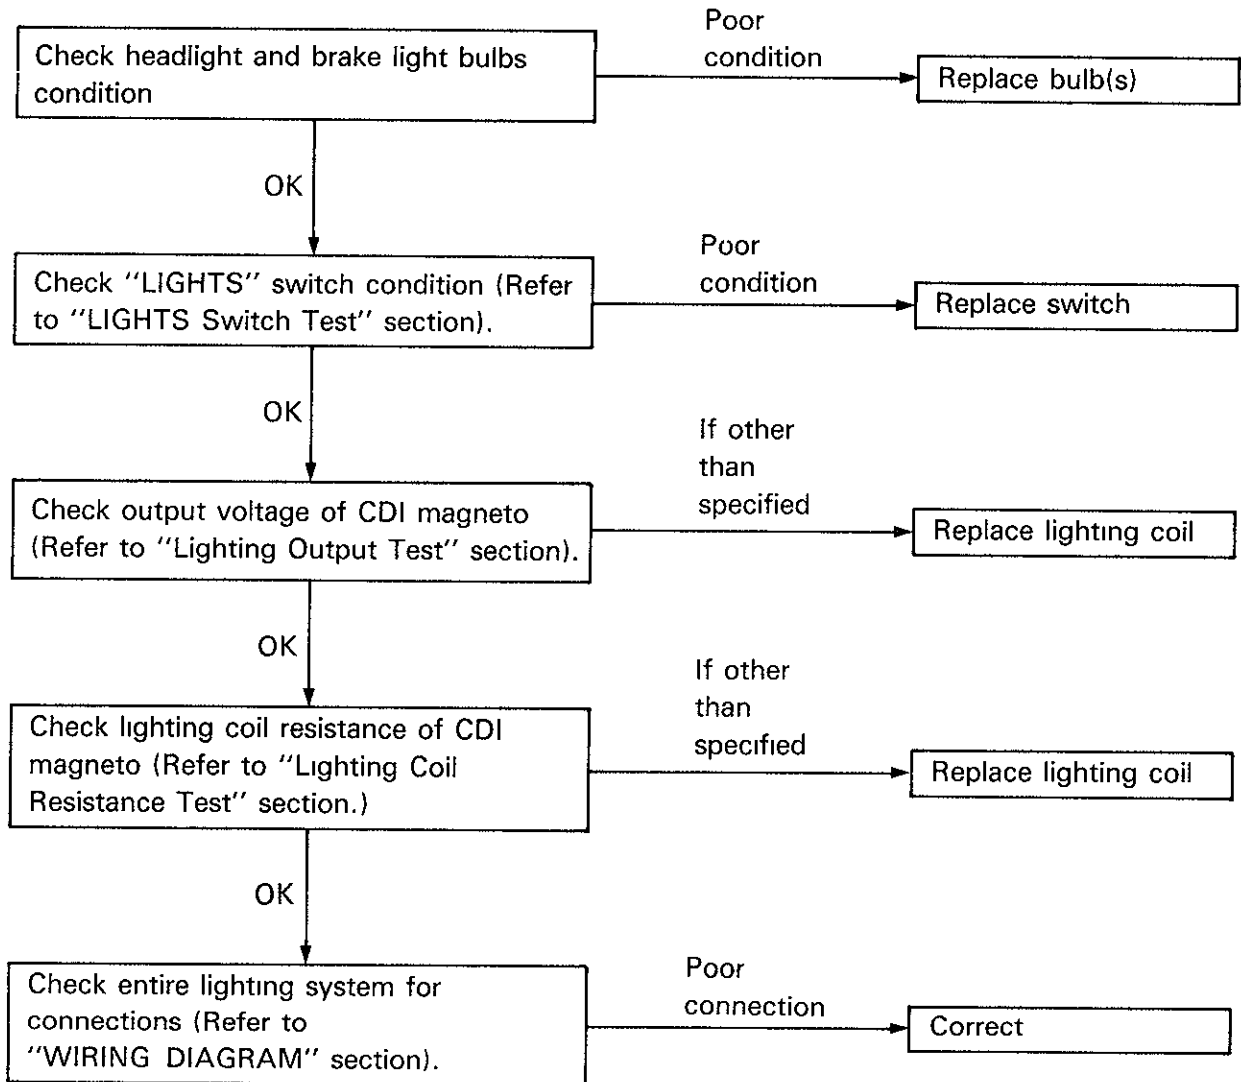 Check headlight and brake light bulbs
condition
Poor
condition
Replace bulb(s)
OK
Check “LIGHTS” switch condition (Refer
to “LIGHTS Switch Test” section).
Poor
condition
Replace switch
OK
Check output voltage of CDI magneto
(Refer to “Lighting Output Test” section).
If other
than
specified
Replace lighting coil
OK
Check lighting coil resistance of CDI
magneto (Refer to “Lighting Coil
Resistance Test” section.)
If other
than
specified
Replace lighting coil
OK
Check entire lighting system for
connections (Refer to
“WIRING DIAGRAM” section).
Poor
connection
Correct